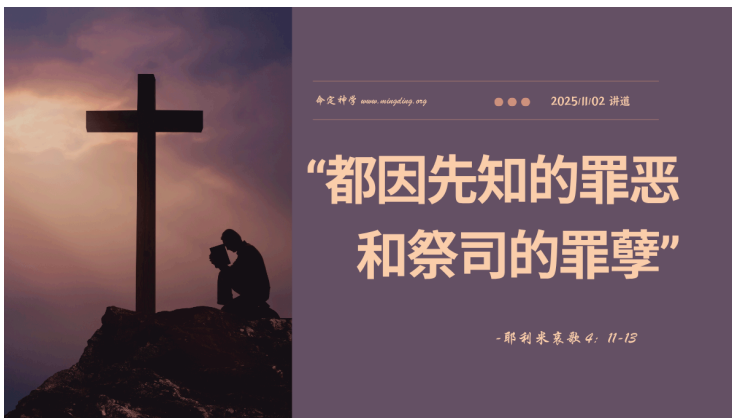 命定神学 www.mingding.org
2025/11/02 讲道
“都因先知的罪恶
和祭司的罪孽”
-耶利米哀歌 4：11-13